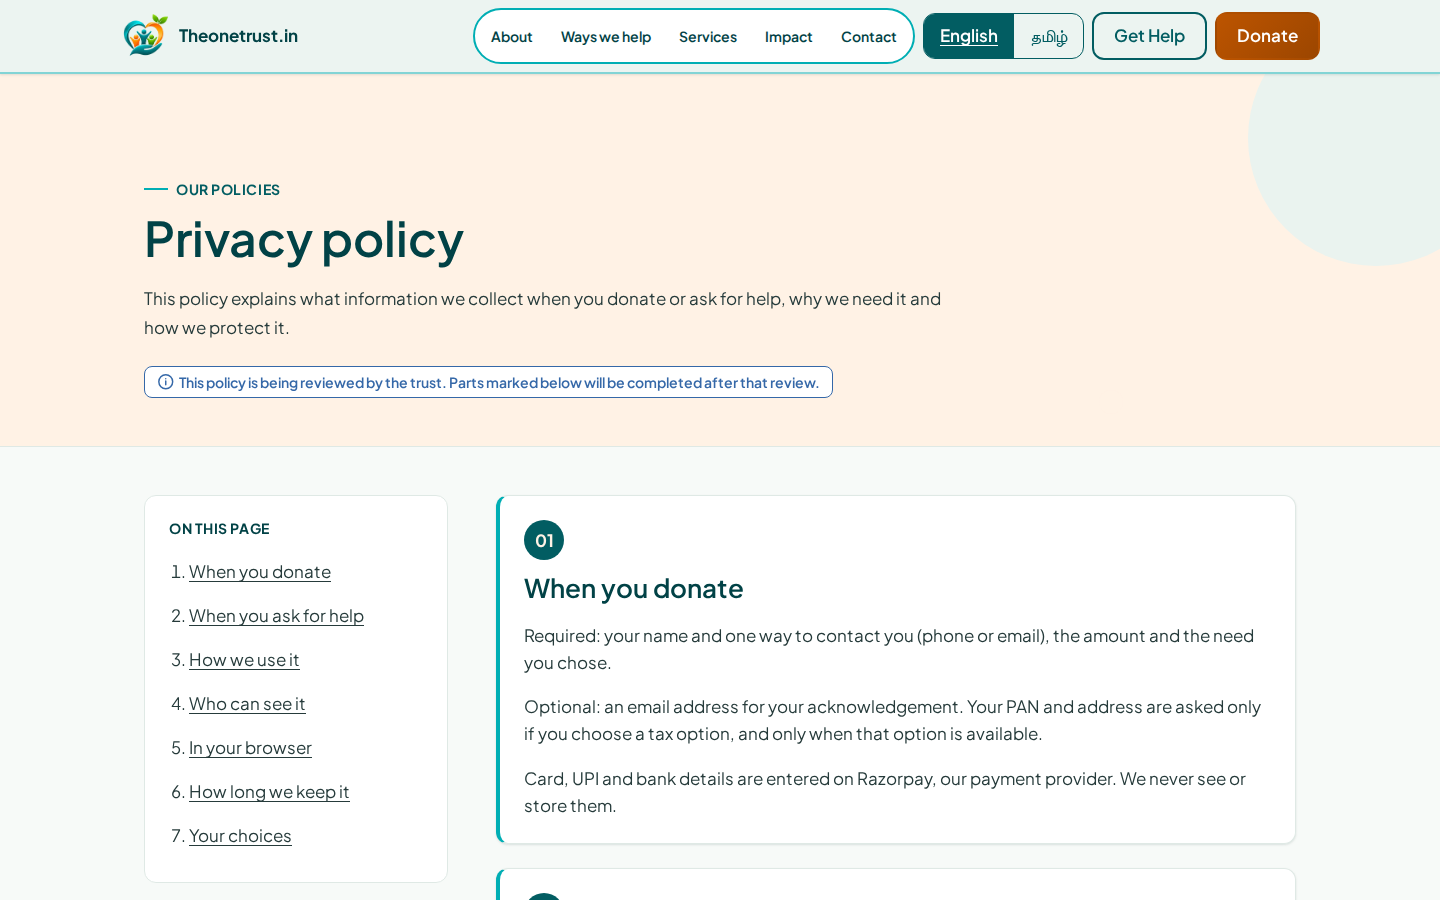 Theonetrust.in
About
Ways we help
Services
Impact
Contact
English
தமிழ்
Get Help
Donate
OUR POLICIES
Privacy policy
This policy explains what information we collect when you donate or ask for help, why we need it and
how we protect it.
This policy is being reviewed by the trust. Parts marked below will be completed after that review.
ON THIS PAGE
1. When you donate
2. When you ask for help
3. How we use it
4. Who can see it
5. In your browser
6. How long we keep it
7. Your choices
01
When you donate
Required: your name and one way to contact you (phone or email), the amount and the need
you chose.
Optional: an email address for your acknowledgement. Your PAN and address are asked only
if you choose a tax option, and only when that option is available.
Card, UPI and bank details are entered on Razorpay, our payment provider. We never see or
store them.